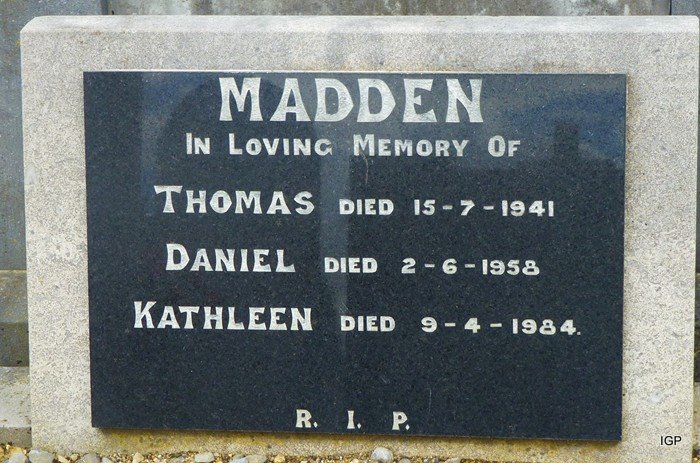 MADDEN
IN LOVING MEMORY OF
THOMAS DIED 15-7-1941
DANIEL DIED 2-6-1958
KATHLEEN DIED 9-4-1984.
R. I. P.
IGP